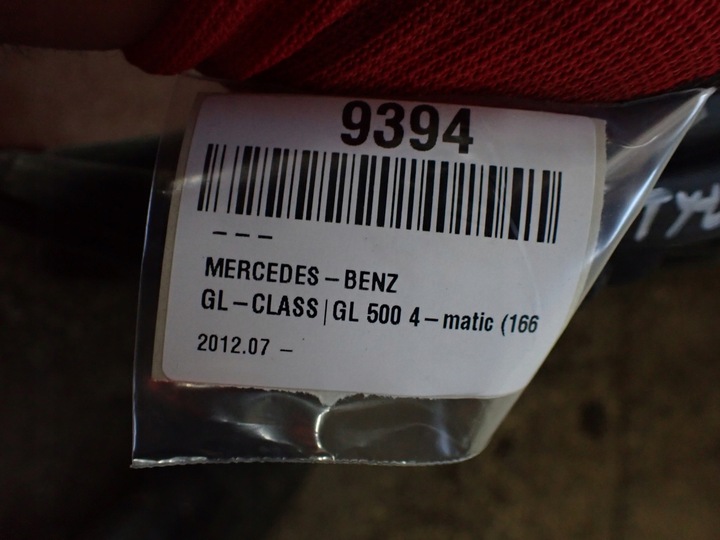 9394
– – –
MERCEDES – BENZ
GL – CLASS | GL 500 4 – matic (166
2012.07 –